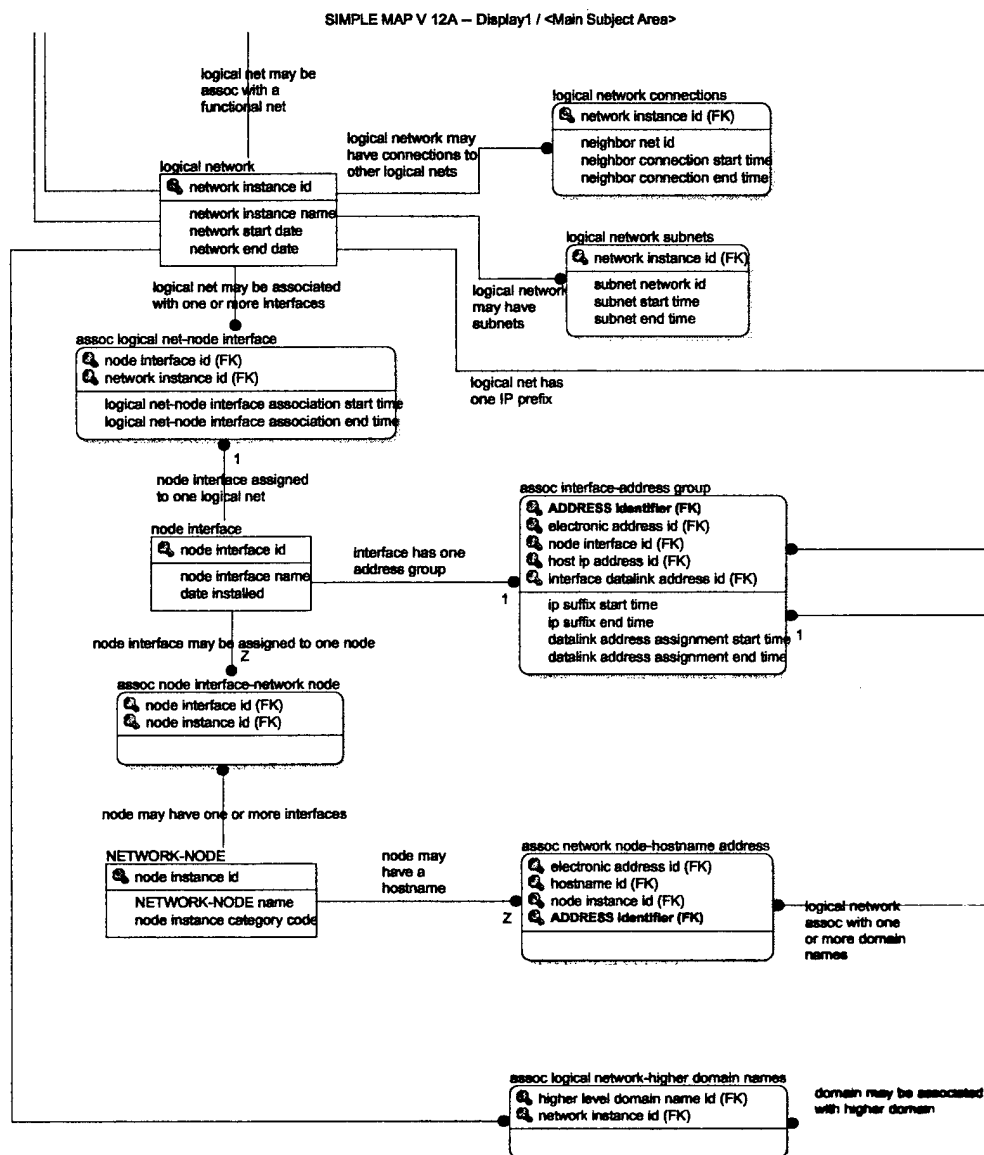 SIMPLE MAP V 12A -- Display1 / <Main Subject Area>
logical net may be
assoc with a
functional net
logical network connections
network instance id (FK)
neighbor net id
neighbor connection start time
neighbor connection end time
logical network may
have connections to
other logical nets
logical network
network instance id
network instance name
network start date
network end date
logical network subnets
network instance id (FK)
subnet network id
subnet start time
subnet end time
logical network
may have
subnets
logical net may be associated
with one or more interfaces
assoc logical net-node interface
node interface id (FK)
network instance id (FK)
logical net-node interface association start time
logical net-node interface association end time
logical net has
one IP prefix
1
node interface assigned
to one logical net
node interface
node interface id
node interface name
date installed
interface has one
address group
1
assoc interface-address group
ADDRESS Identifier (FK)
electronic address id (FK)
node interface id (FK)
host ip address id (FK)
interface datalink address id (FK)
ip suffix start time
ip suffix end time
datalink address assignment start time
datalink address assignment end time
1
node interface may be assigned to one node
Z
assoc node interface-network node
node interface id (FK)
node instance id (FK)
node may have one or more interfaces
NETWORK-NODE
node instance id
NETWORK-NODE name
node instance category code
node may
have a
hostname
Z
assoc network node-hostname address
electronic address id (FK)
hostname id (FK)
node instance id (FK)
ADDRESS Identifier (FK)
logical network
assoc with one
or more domain
names
assoc logical network-higher domain names
higher level domain name id (FK)
network instance id (FK)
domain may be associated
with higher domain